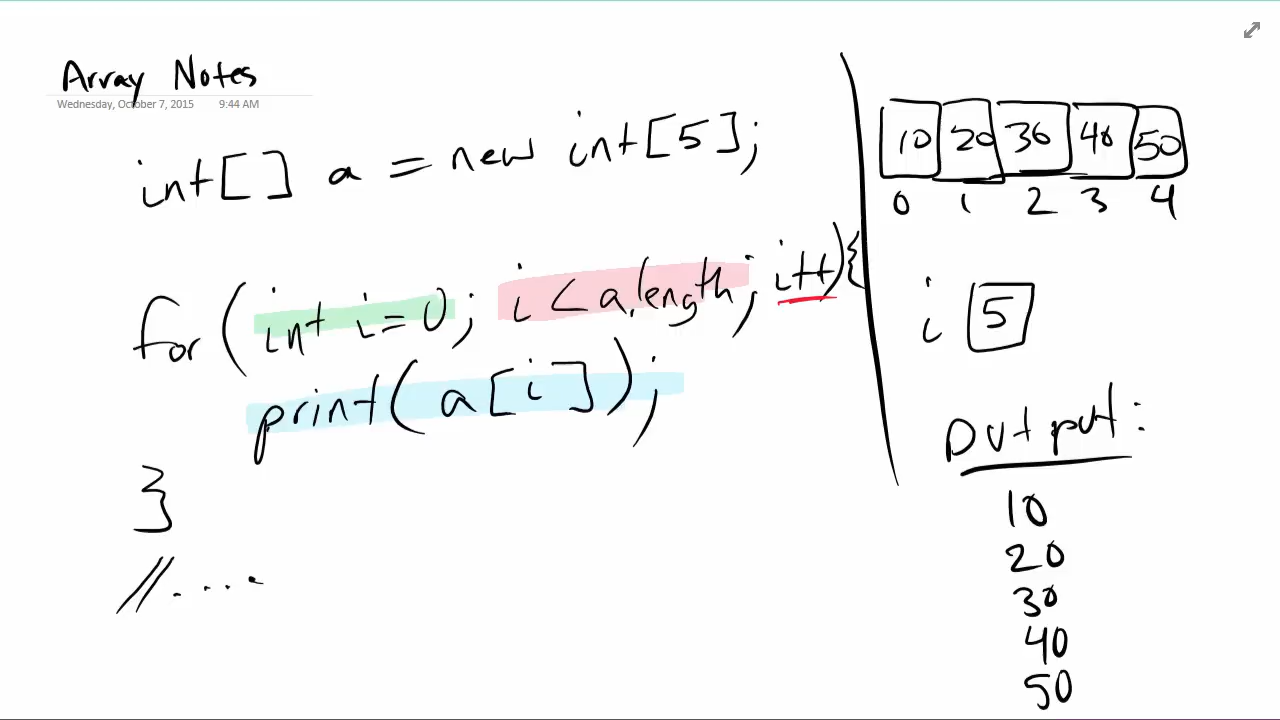 Array Notes
Wednesday, October 7, 2015 9:44 AM
int[] a = new int[5];
for (int i=0; i<a.length; i++){
print(a[i]);
}
//....
10 20 30 40 50
0 1 2 3 4
i 5
Output:
10
20
30
40
50